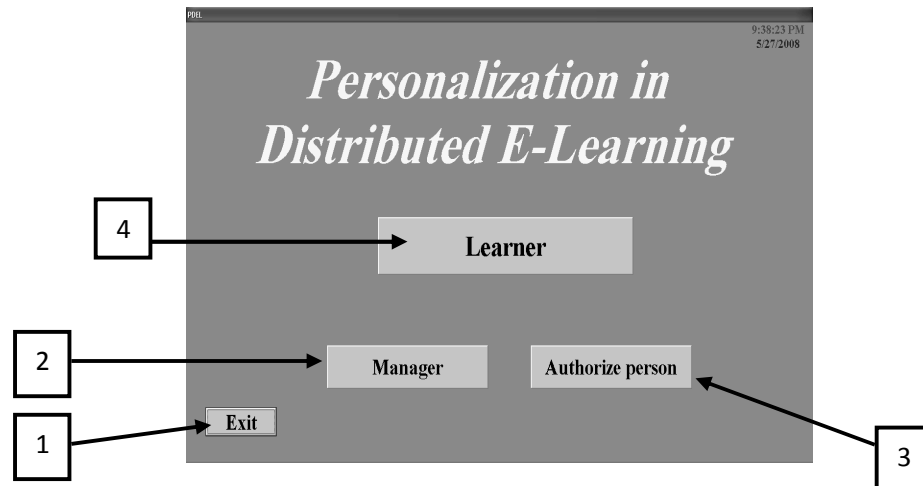 PDEL
9:38:23 PM
5/27/2008
Personalization in
Distributed E-Learning
4
Learner
2
Manager
Authorize person
1
Exit
3